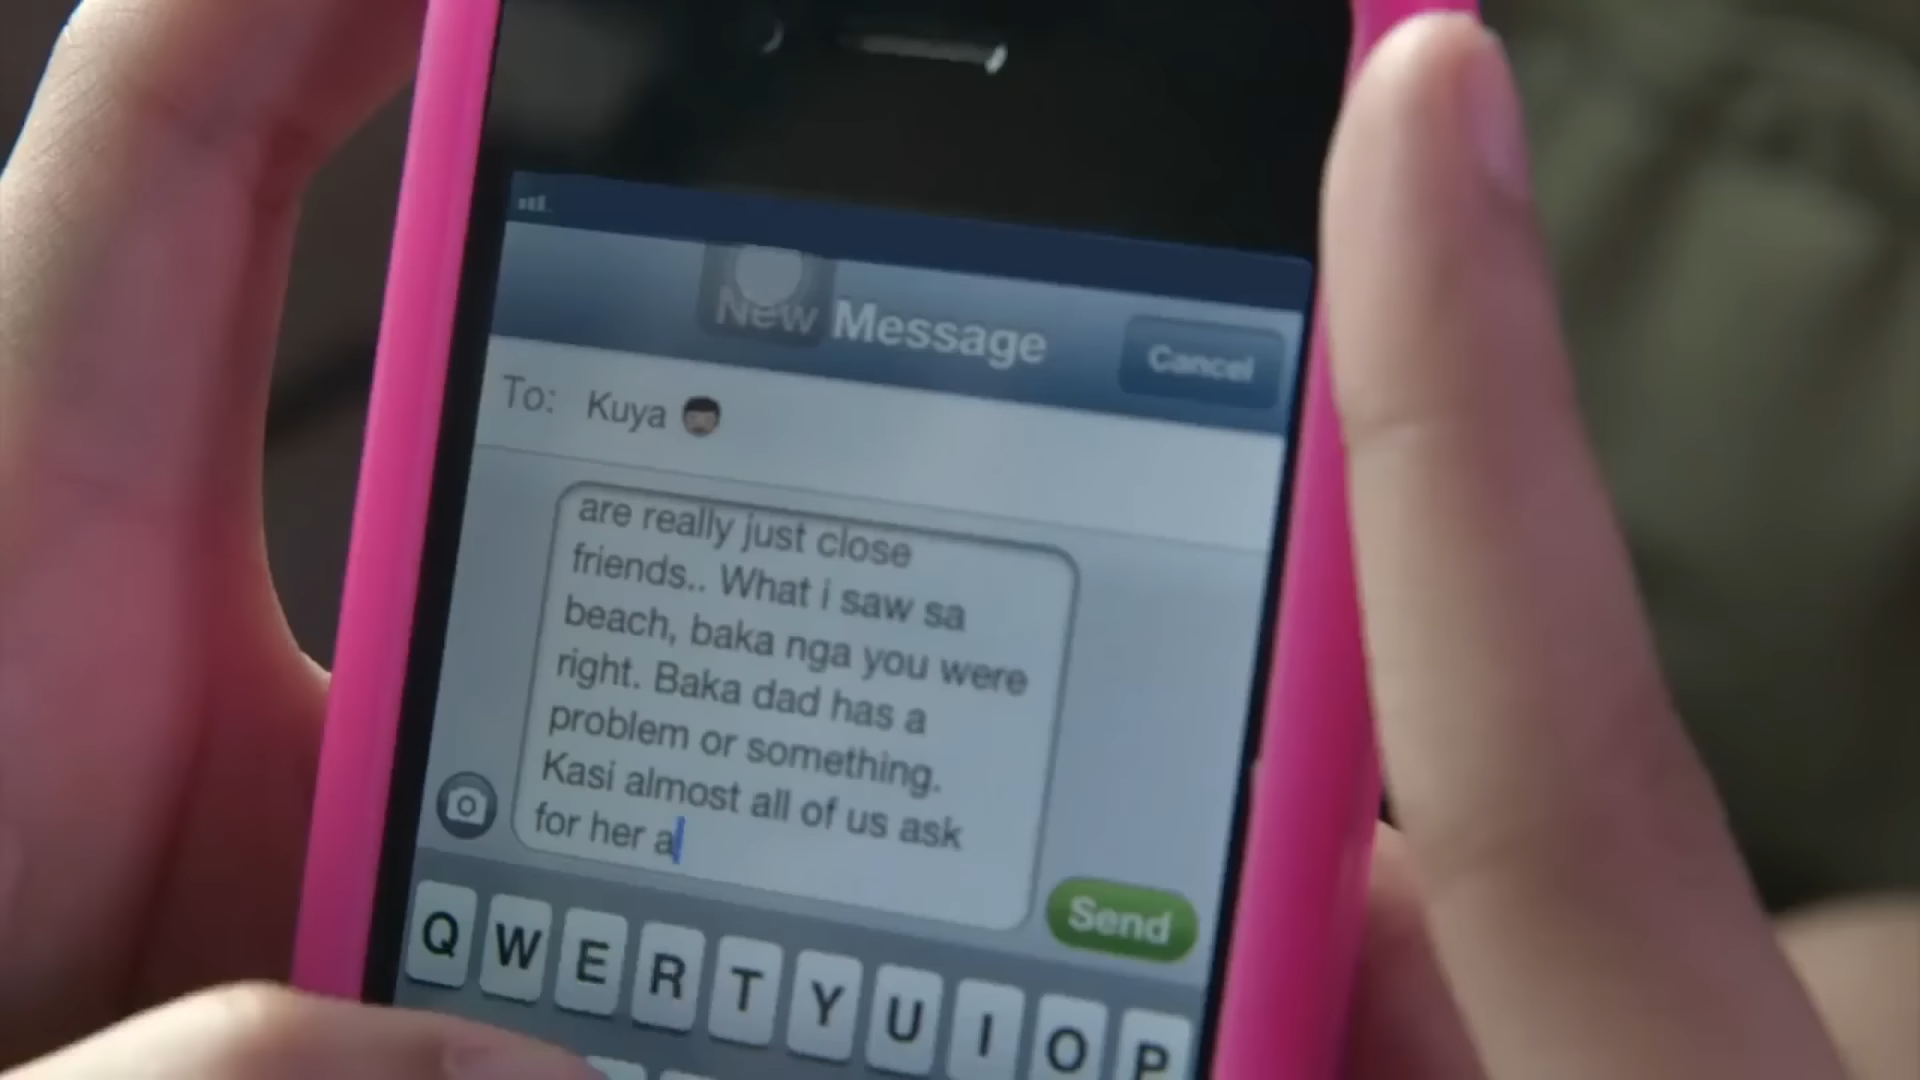 New Message
Cancel
To: Kuya
are really just close
friends.. What i saw sa
beach, baka nga you were
right. Baka dad has a
problem or something.
Kasi almost all of us ask
for her a
Send
Q W E R T Y U I O P